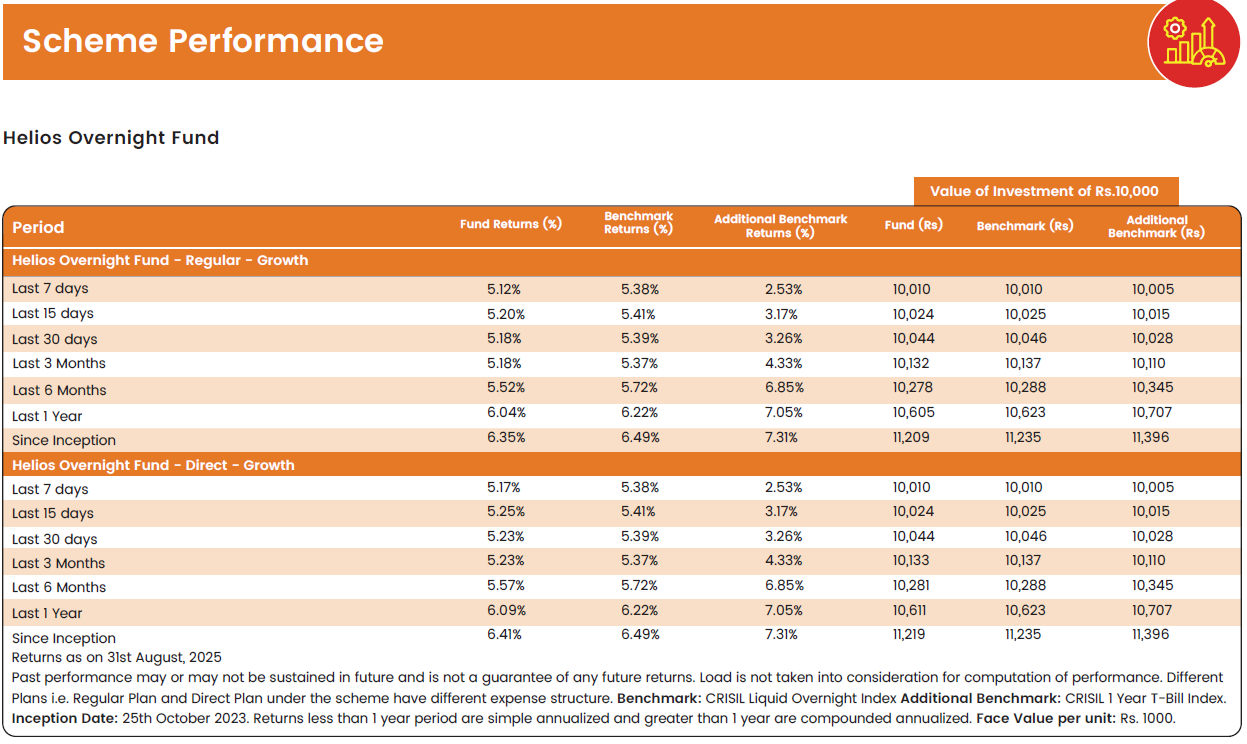 Scheme Performance
Helios Overnight Fund
Value of Investment of Rs.10,000
Period Fund Returns (%) Benchmark Returns (%) Additional Benchmark Returns (%) Fund (Rs) Benchmark (Rs) Additional Benchmark (Rs)
Helios Overnight Fund - Regular - Growth
Last 7 days 5.12% 5.38% 2.53% 10,010 10,010 10,005
Last 15 days 5.20% 5.41% 3.17% 10,024 10,025 10,015
Last 30 days 5.18% 5.39% 3.26% 10,044 10,046 10,028
Last 3 Months 5.18% 5.37% 4.33% 10,132 10,137 10,110
Last 6 Months 5.52% 5.72% 6.85% 10,278 10,288 10,345
Last 1 Year 6.04% 6.22% 7.05% 10,605 10,623 10,707
Since Inception 6.35% 6.49% 7.31% 11,209 11,235 11,396
Helios Overnight Fund - Direct - Growth
Last 7 days 5.17% 5.38% 2.53% 10,010 10,010 10,005
Last 15 days 5.25% 5.41% 3.17% 10,024 10,025 10,015
Last 30 days 5.23% 5.39% 3.26% 10,044 10,046 10,028
Last 3 Months 5.23% 5.37% 4.33% 10,133 10,137 10,110
Last 6 Months 5.57% 5.72% 6.85% 10,281 10,288 10,345
Last 1 Year 6.09% 6.22% 7.05% 10,611 10,623 10,707
Since Inception 6.41% 6.49% 7.31% 11,219 11,235 11,396
Returns as on 31st August, 2025
Past performance may or may not be sustained in future and is not a guarantee of any future returns. Load is not taken into consideration for computation of performance. Different
Plans i.e. Regular Plan and Direct Plan under the scheme have different expense structure. Benchmark: CRISIL Liquid Overnight Index Additional Benchmark: CRISIL 1 Year T-Bill Index.
Inception Date: 25th October 2023. Returns less than 1 year period are simple annualized and greater than 1 year are compounded annualized. Face Value per unit: Rs. 1000.